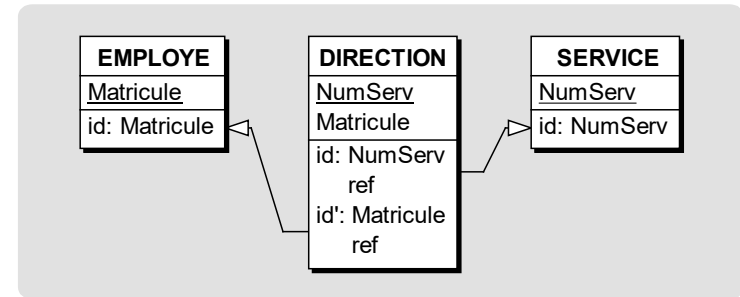 EMPLOYE
Matricule
id: Matricule
DIRECTION
NumServ
Matricule
id: NumServ
ref
id': Matricule
ref
SERVICE
NumServ
id: NumServ